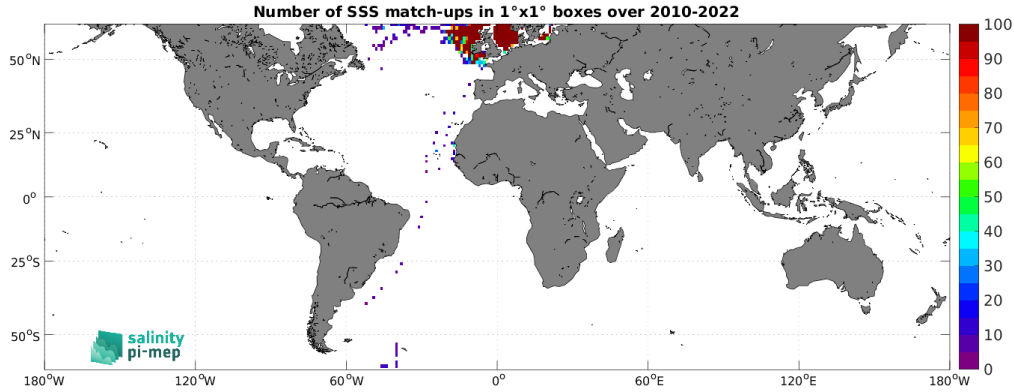 Number of SSS match-ups in 1°x1° boxes over 2010-2022
50°N
25°N
0°
25°S
50°S
180°W
120°W
60°W
0°
60°E
120°E
180°W
100
90
80
70
60
50
40
30
20
10
0
salinity
pi-mep